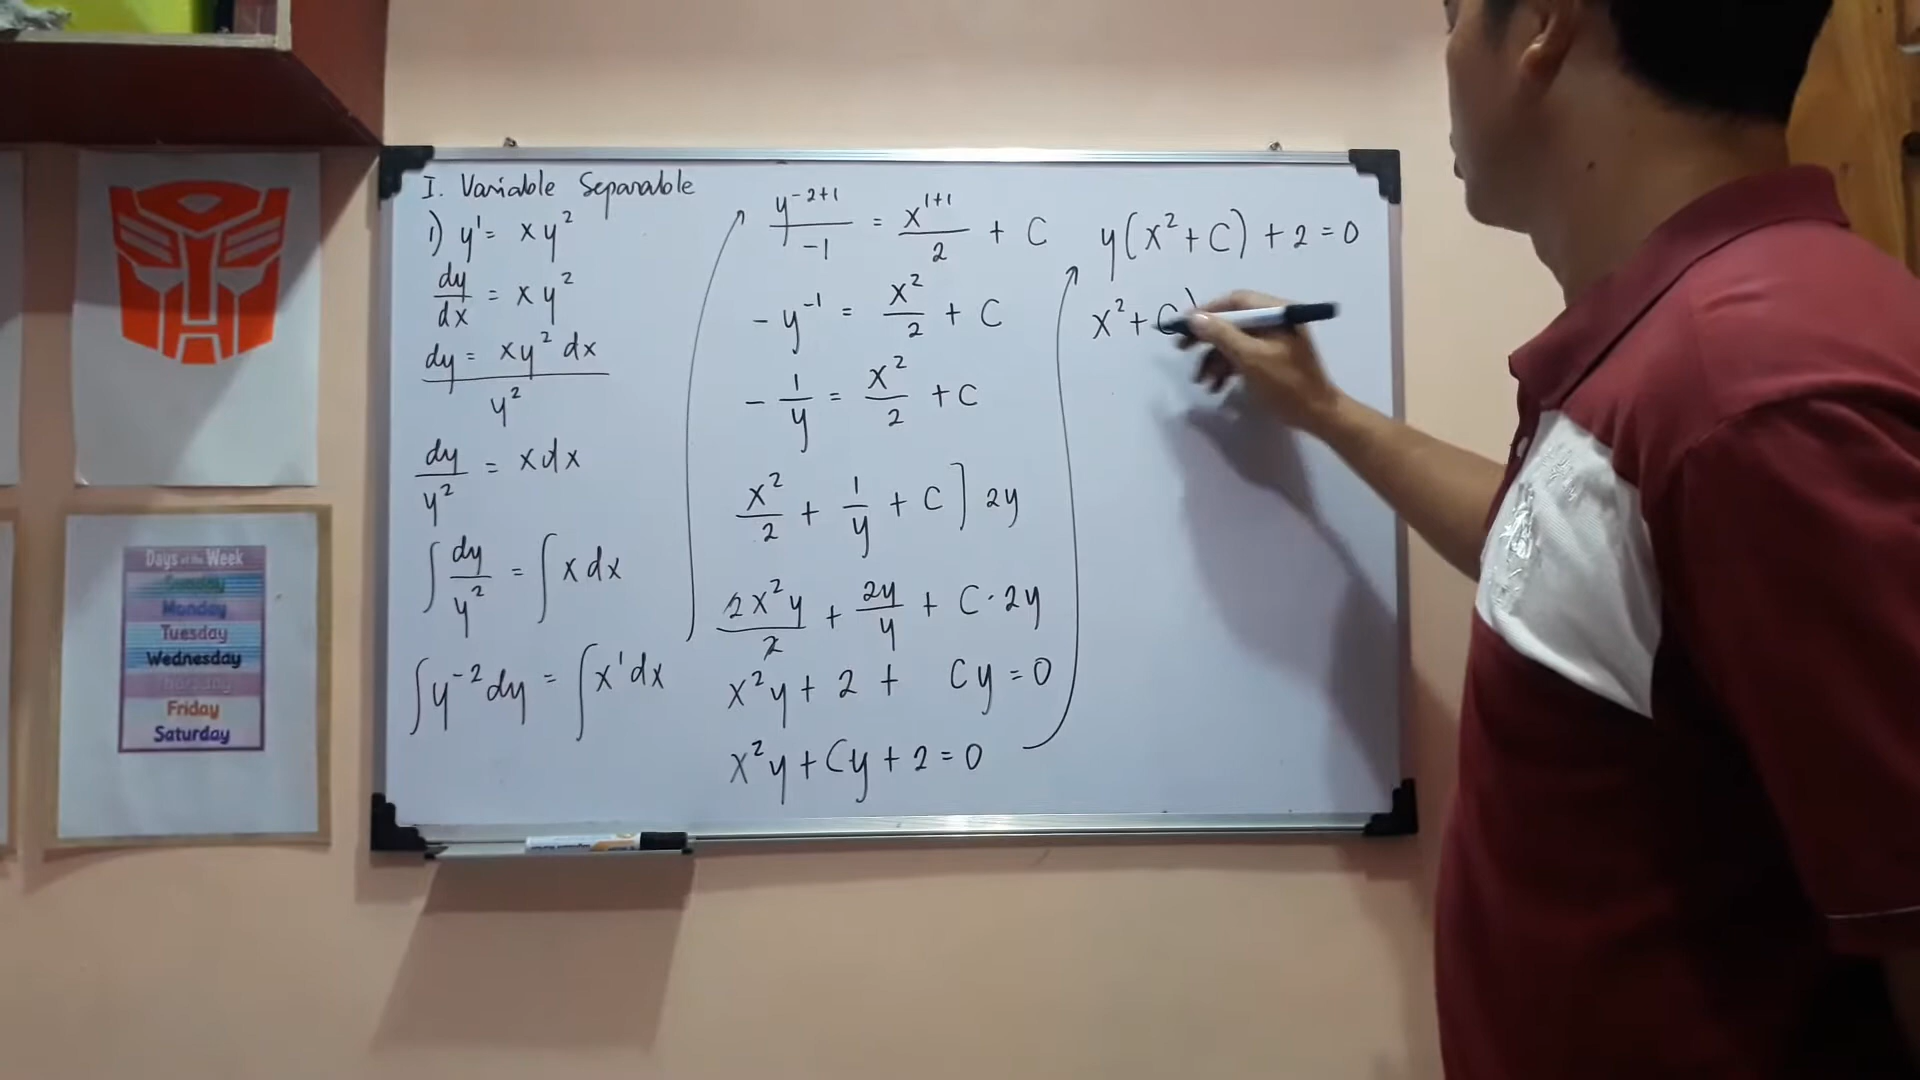 I. Variable Separable
1) y' = xy²
dy/dx = xy²
dy = xy² dx / y²
dy/y² = x dx
∫ dy/y² = ∫ x dx
∫ y⁻² dy = ∫ x¹ dx
y⁻²⁺¹/-1 = x¹⁺¹/2 + C
- y⁻¹ = x²/2 + C
- 1/y = x²/2 + C
x²/2 + 1/y + C ] 2y
2x²y/2 + 2y/y + C · 2y
x²y + 2 + Cy = 0
x²y + Cy + 2 = 0
y(x² + C) + 2 = 0
x² + C
Days of the Week
Sunday
Monday
Tuesday
Wednesday
Thursday
Friday
Saturday